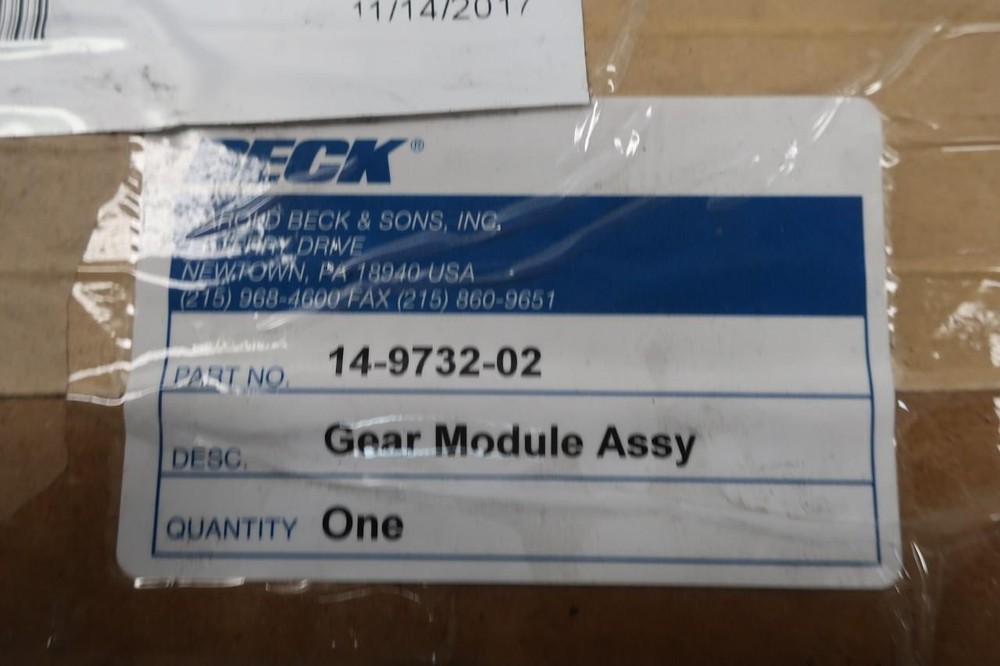 11/14/2017
BECK®
HAROLD BECK & SONS, INC.
TERRY DRIVE
NEWTOWN, PA 18940 USA
(215) 968-4600 FAX (215) 860-9651
PART NO. 14-9732-02
DESC. Gear Module Assy
QUANTITY One